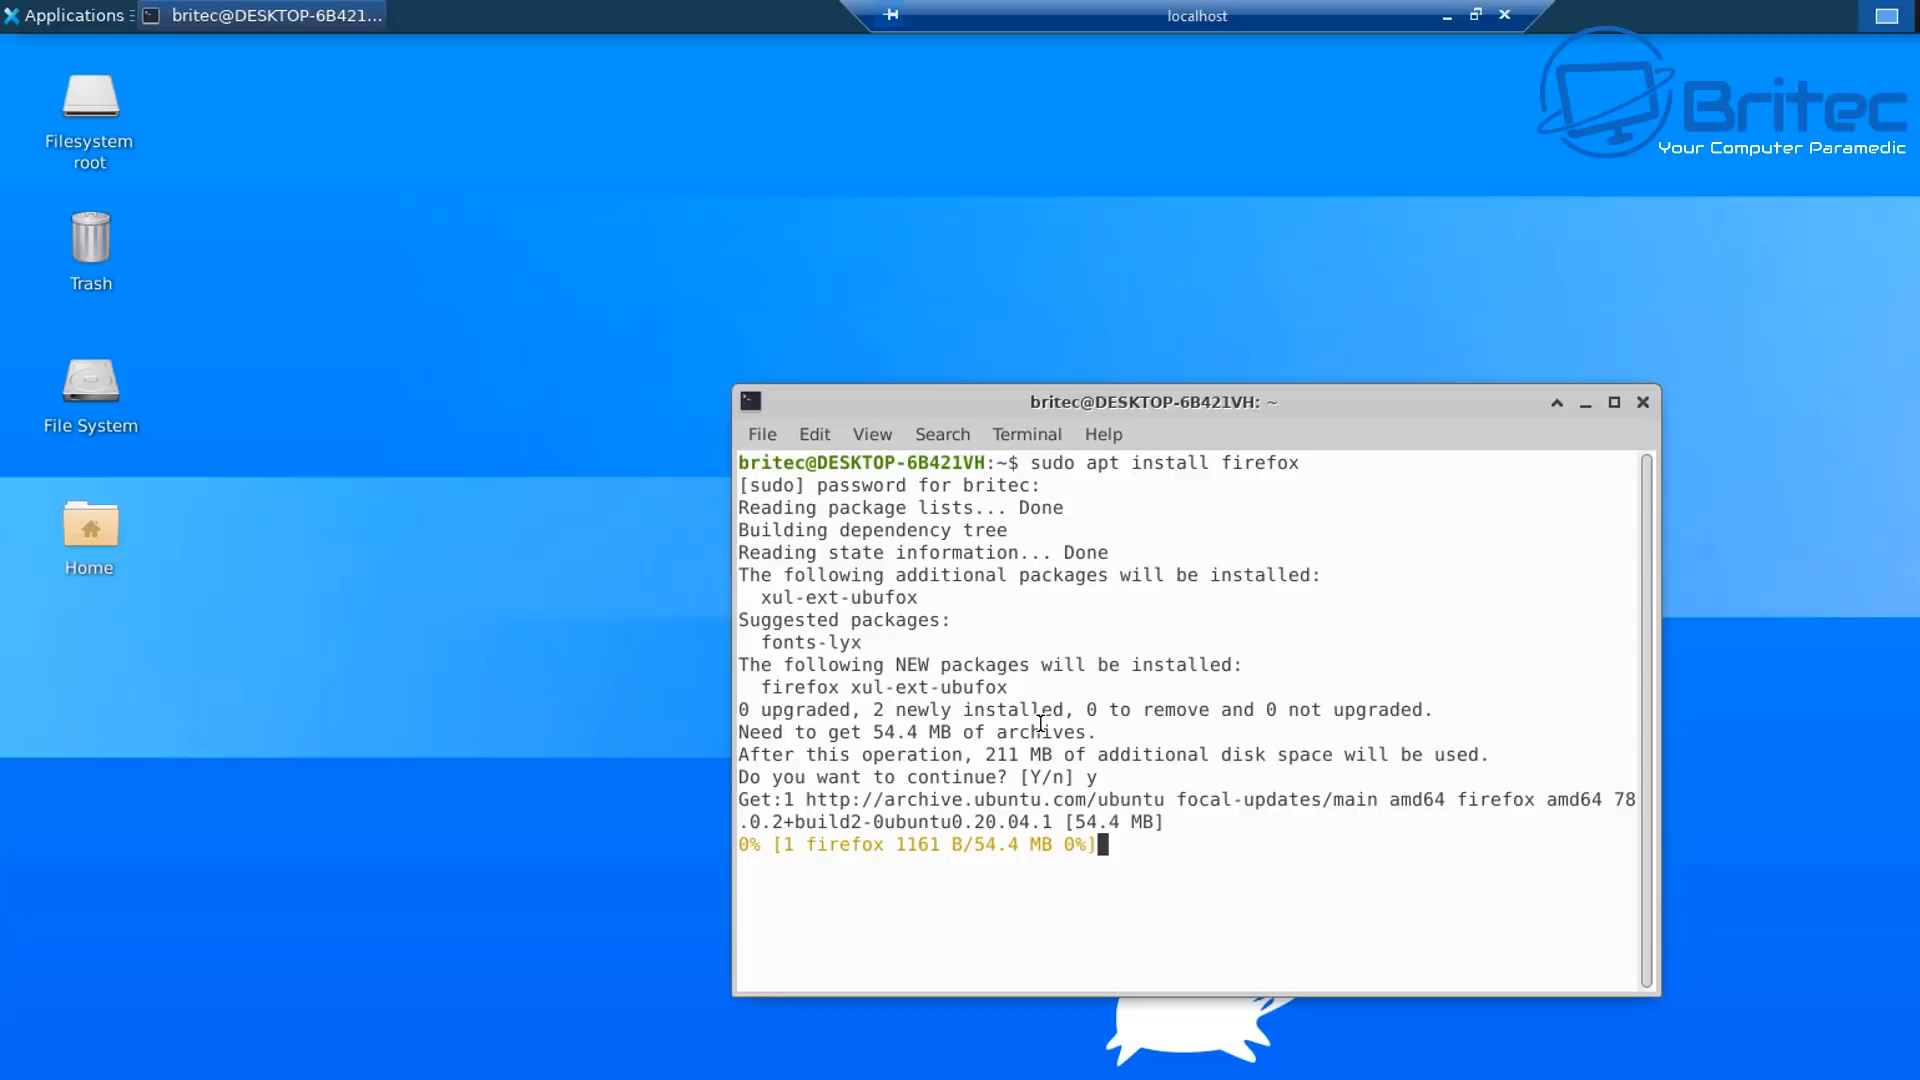 Applications
britec@DESKTOP-6B421...
localhost
Britec
Your Computer Paramedic
Filesystem
root
Trash
File System
Home
britec@DESKTOP-6B421VH: ~
File Edit View Search Terminal Help
britec@DESKTOP-6B421VH:~$ sudo apt install firefox
[sudo] password for britec:
Reading package lists... Done
Building dependency tree
Reading state information... Done
The following additional packages will be installed:
xul-ext-ubufox
Suggested packages:
fonts-lyx
The following NEW packages will be installed:
firefox xul-ext-ubufox
0 upgraded, 2 newly installed, 0 to remove and 0 not upgraded.
Need to get 54.4 MB of archives.
After this operation, 211 MB of additional disk space will be used.
Do you want to continue? [Y/n] y
Get:1 http://archive.ubuntu.com/ubuntu focal-updates/main amd64 firefox amd64 78
.0.2+build2-0ubuntu0.20.04.1 [54.4 MB]
0% [1 firefox 1161 B/54.4 MB 0%]